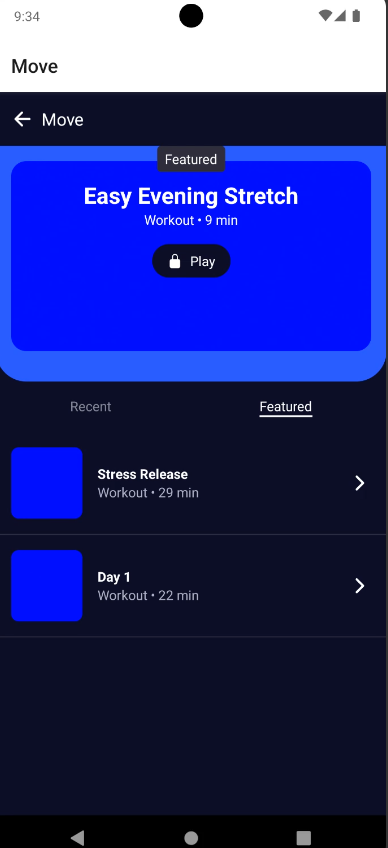 9:34
Move
Move
Featured
Easy Evening Stretch
Workout • 9 min
Play
Recent
Featured
Stress Release
Workout • 29 min
Day 1
Workout • 22 min